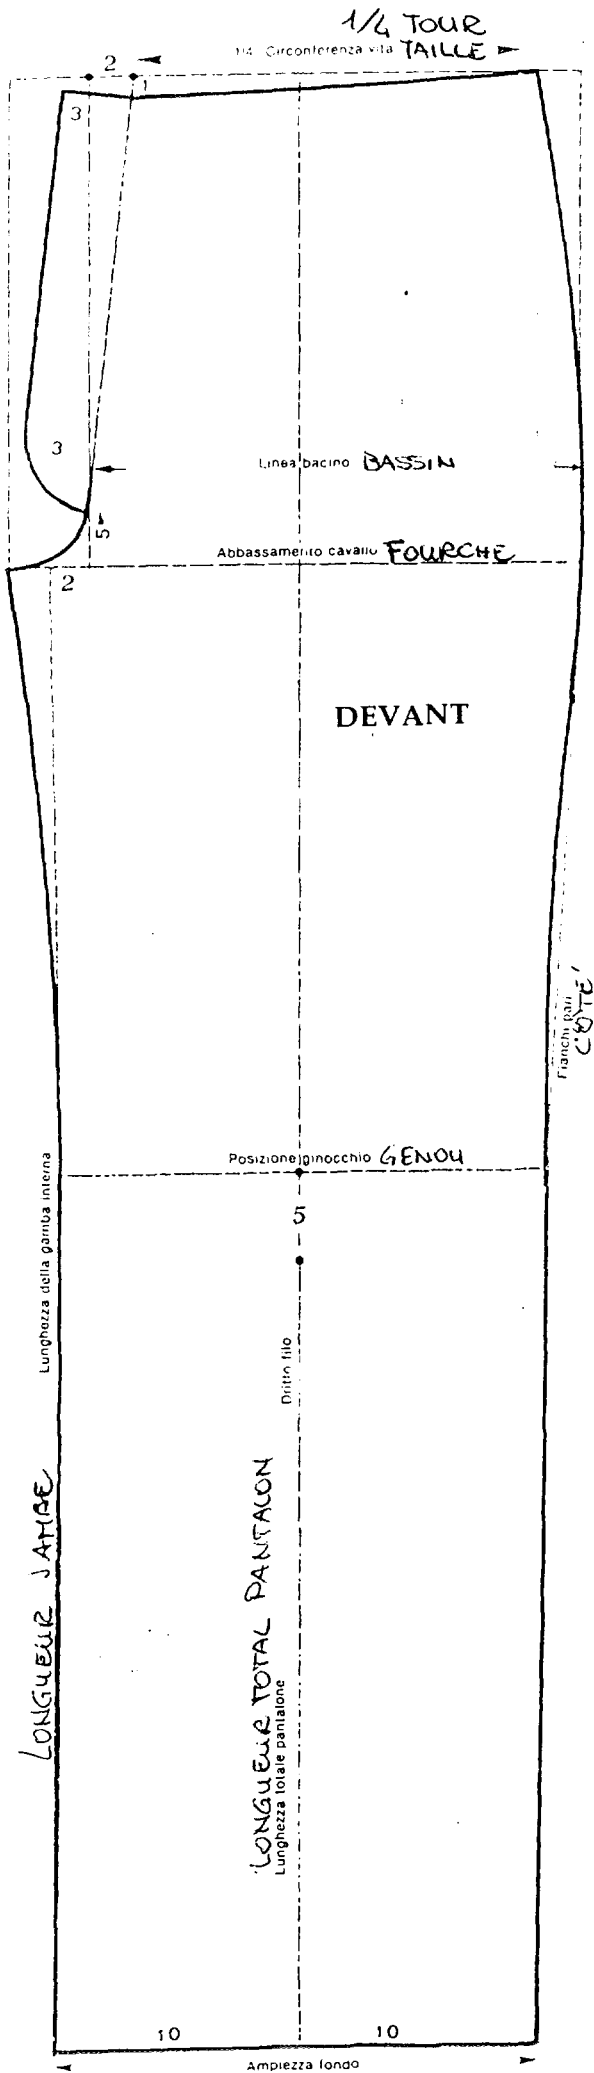 1/4 TOUR
2
1/4 Circonferenza vita TAILLE
1
3
3
Linea bacino BASSIN
5
Abbassamento cavallo FOURCHE
2
DEVANT
Fianchi pari
COTÉ
Posizione ginocchio GENOU
5
Lunghezza della gamba interna
Dritto filo
LONGUEUR JAMBE
LONGUEUR TOTAL PANTALON
Lunghezza totale pantalone
10 10
Ampiezza fondo